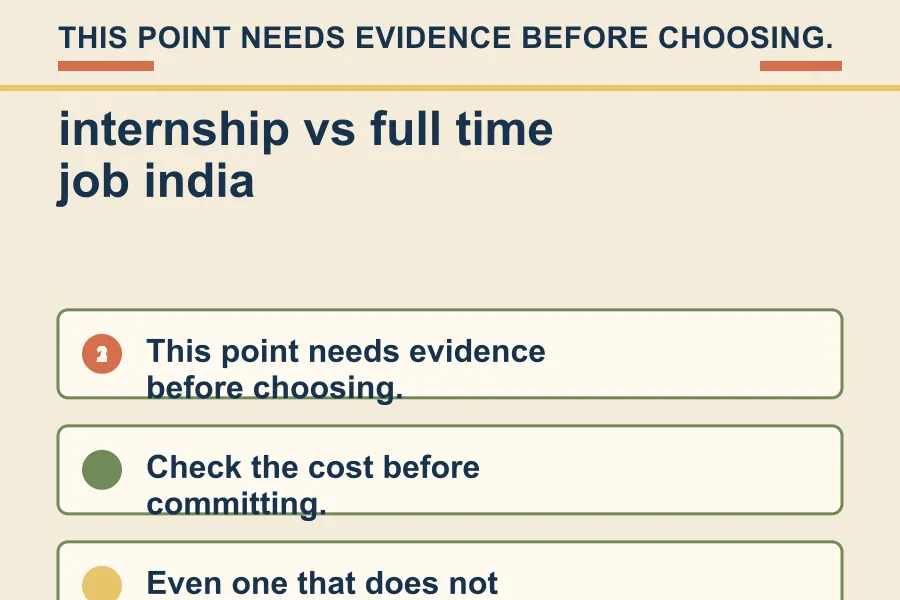 THIS POINT NEEDS EVIDENCE BEFORE CHOOSING.
internship vs full time
job india
This point needs evidence
before choosing.
Check the cost before
committing.
Even one that does not